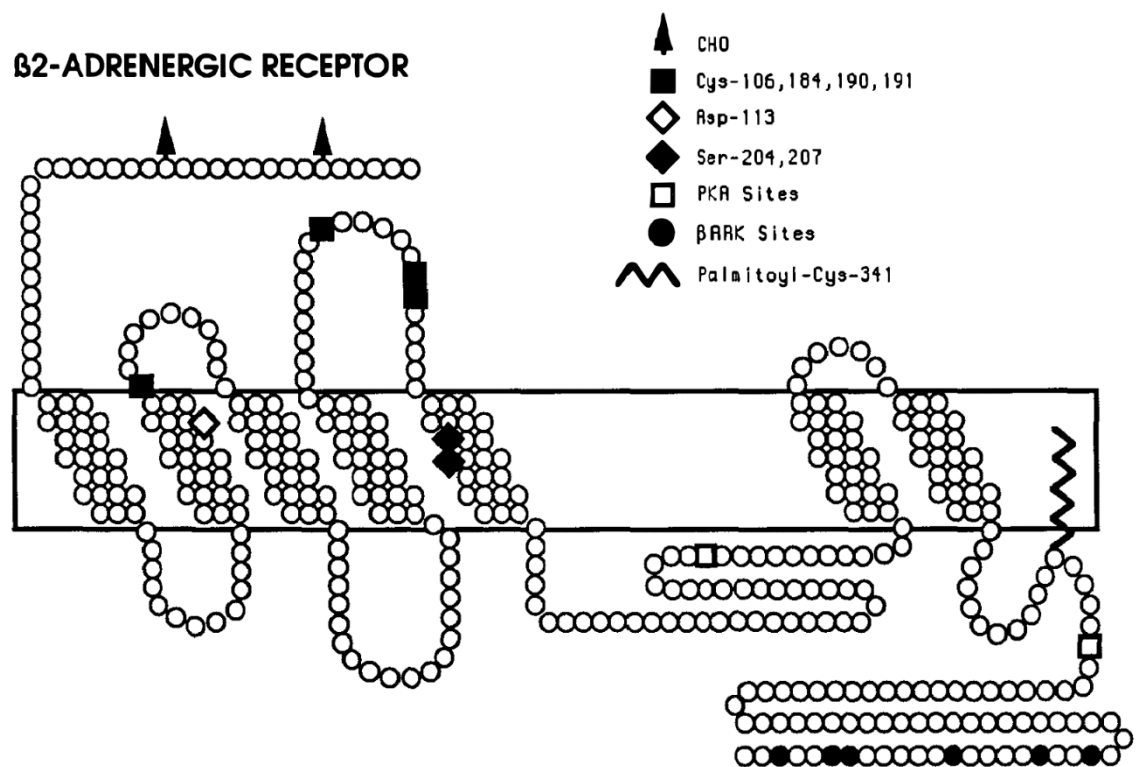 ß2-ADRENERGIC RECEPTOR
CHO
Cys-106,184,190,191
Asp-113
Ser-204,207
PKA Sites
βARK Sites
Palmitoyl-Cys-341